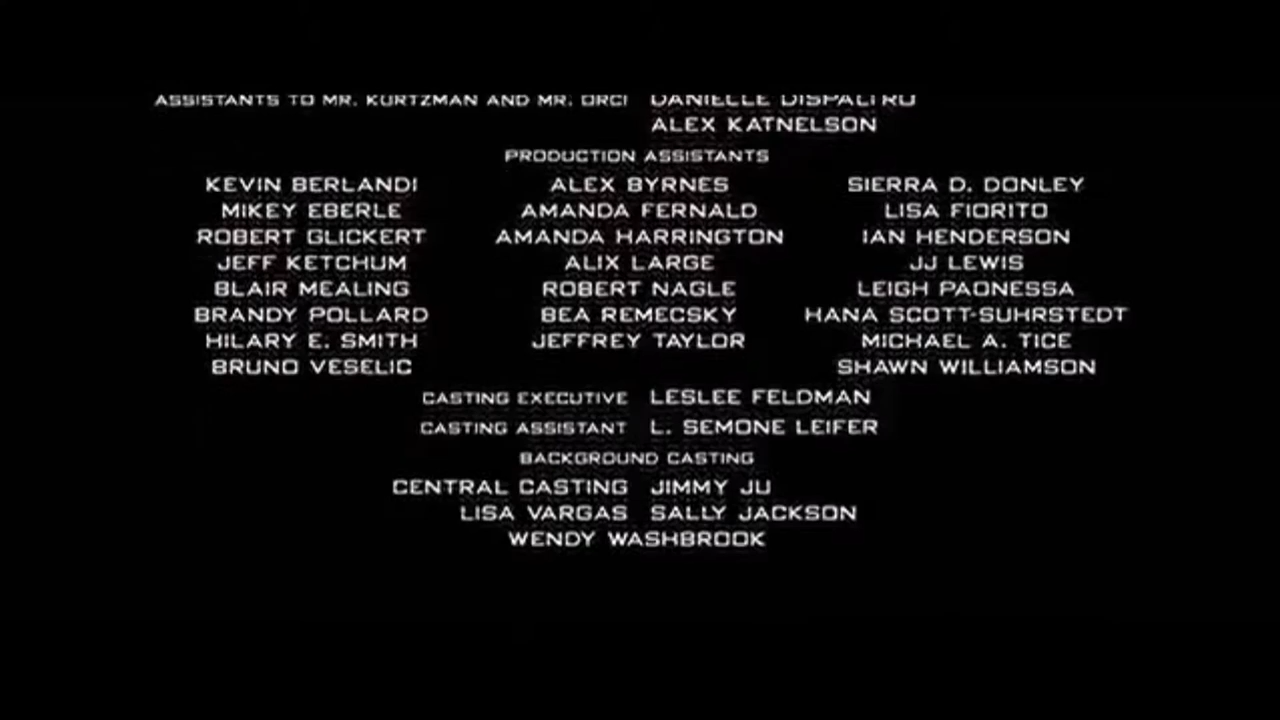 ASSISTANTS TO MR. KURTZMAN AND MR. ORCI DANIELLE
ALEX KATNELSON
PRODUCTION ASSISTANTS
KEVIN BERLANDI ALEX BYRNES SIERRA D. DONLEY
MIKEY EBERLE AMANDA FERNALD LISA FIORITO
ROBERT GLICKERT AMANDA HARRINGTON IAN HENDERSON
JEFF KETCHUM ALIX LARGE JJ LEWIS
BLAIR MEALING ROBERT NAGLE LEIGH PAONESSA
BRANDY POLLARD BEA REMECSKY HANA SCOTT-SUHRSTEDT
HILARY E. SMITH JEFFREY TAYLOR MICHAEL A. TICE
BRUNO VESELIC SHAWN WILLIAMSON
CASTING EXECUTIVE LESLEE FELDMAN
CASTING ASSISTANT L. SEMONE LEIFER
BACKGROUND CASTING
CENTRAL CASTING JIMMY JU
LISA VARGAS SALLY JACKSON
WENDY WASHBROOK